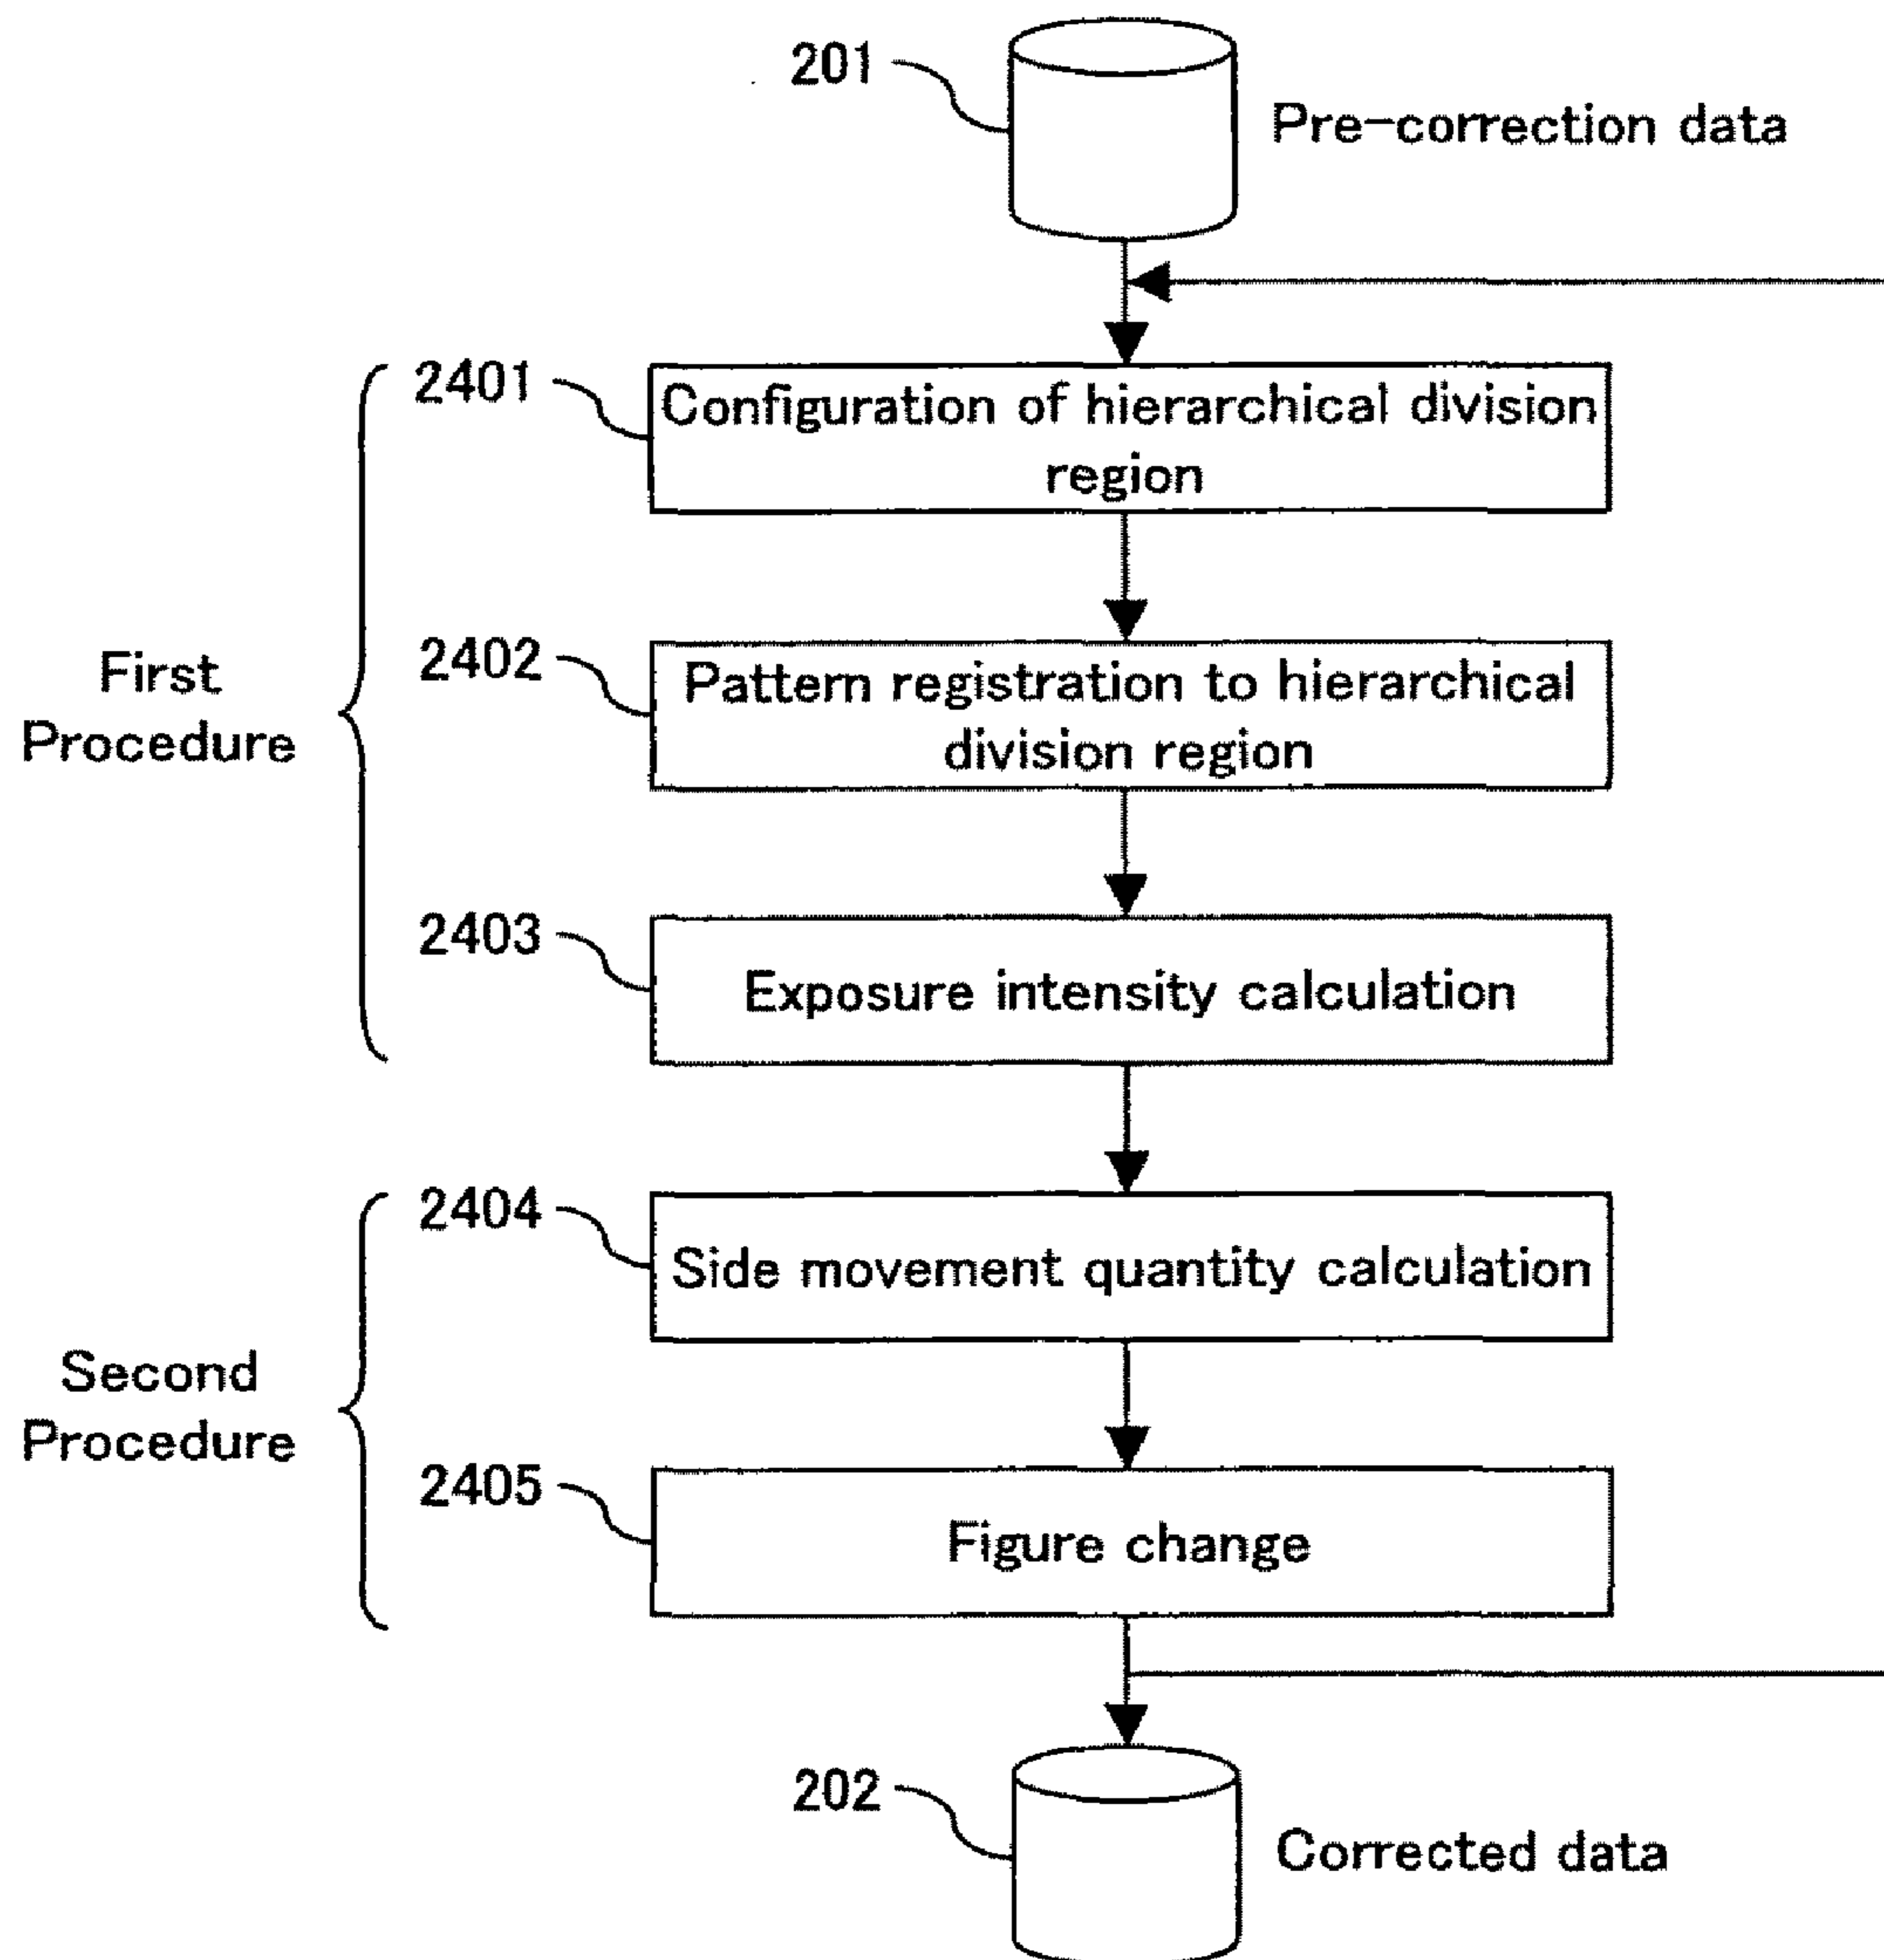 201
Pre-correction data
2401
Configuration of hierarchical division
region
2402
Pattern registration to hierarchical
division region
First
Procedure
2403
Exposure intensity calculation
2404
Side movement quantity calculation
Second
Procedure
2405
Figure change
202
Corrected data